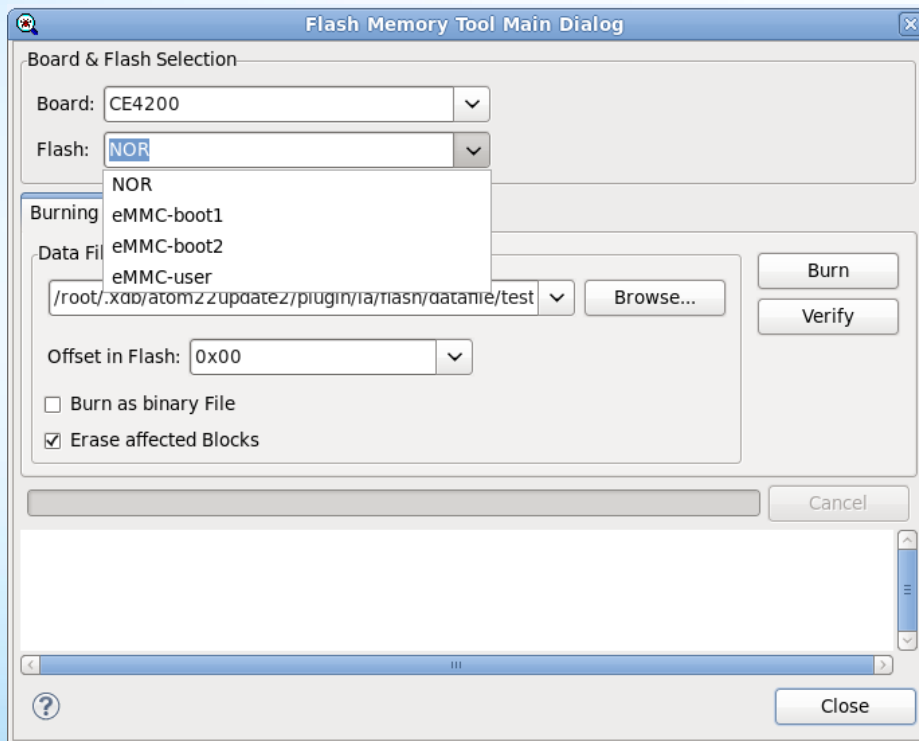 Flash Memory Tool Main Dialog
Board & Flash Selection
Board: CE4200
Flash: NOR
NOR
eMMC-boot1
eMMC-boot2
eMMC-user
Burning
Data Fil
/root/.xdb/atom22update2/plugin/ia/flash/datafile/test
Browse...
Burn
Verify
Offset in Flash: 0x00
Burn as binary File
Erase affected Blocks
Cancel
Close